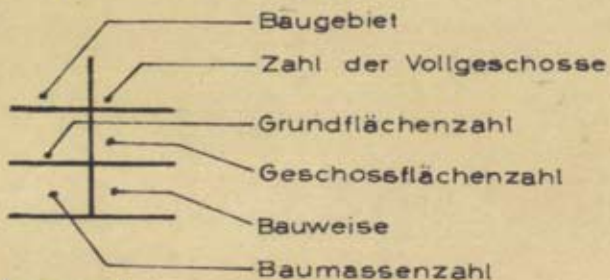 Baugebiet
Zahl der Vollgeschosse
Grundflächenzahl
Geschossflächenzahl
Bauweise
Baumassenzahl